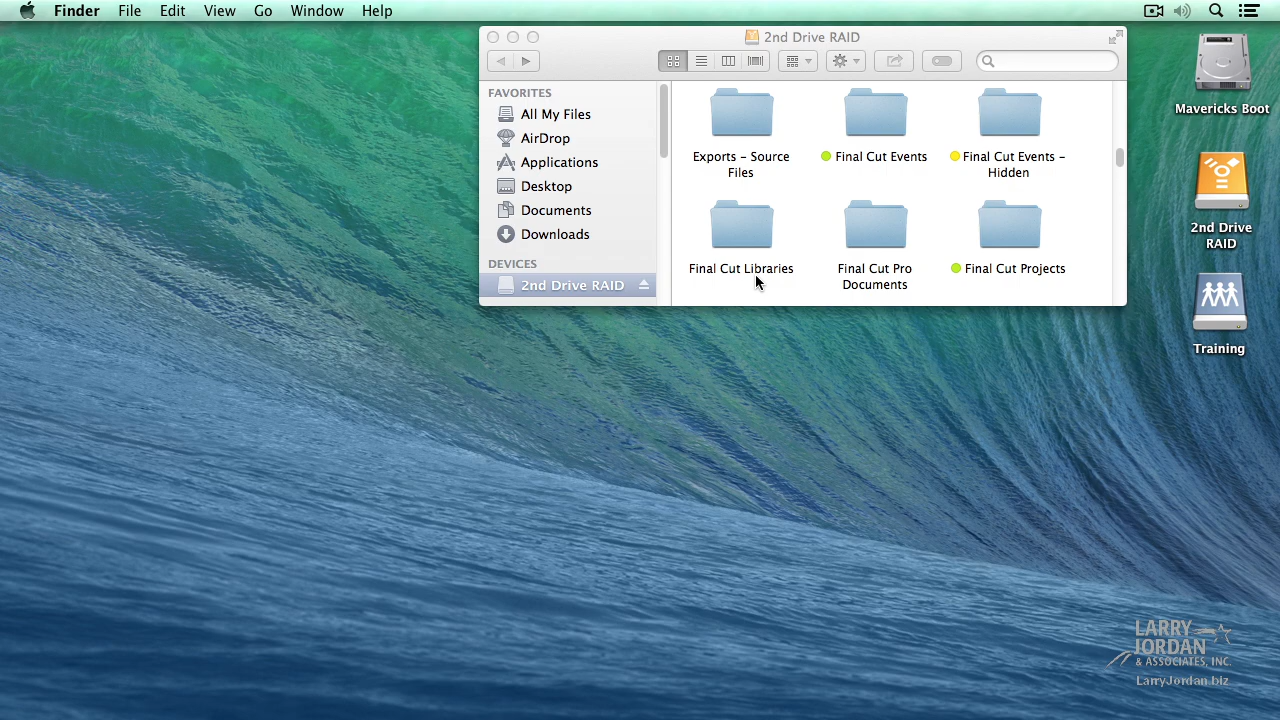 Finder File Edit View Go Window Help
2nd Drive RAID
FAVORITES
All My Files
AirDrop
Applications
Desktop
Documents
Downloads
DEVICES
2nd Drive RAID
Exports – Source
Files
Final Cut Events
Final Cut Events –
Hidden
Final Cut Libraries
Final Cut Pro
Documents
Final Cut Projects
Mavericks Boot
2nd Drive
RAID
Training
LARRY
JORDAN
& ASSOCIATES, INC.
LarryJordan.biz